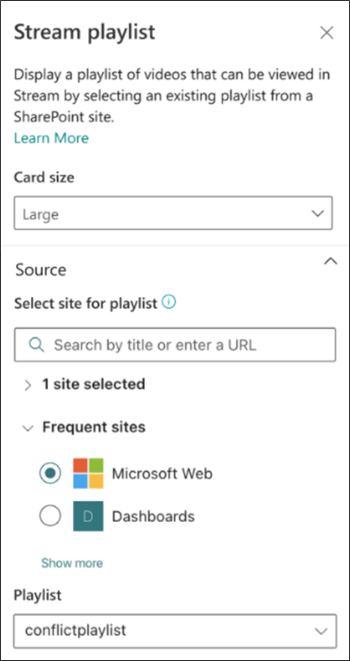 Stream playlist
Display a playlist of videos that can be viewed in
Stream by selecting an existing playlist from a
SharePoint site.
Learn More
Card size
Large
Source
Select site for playlist
Search by title or enter a URL
1 site selected
Frequent sites
Microsoft Web
D Dashboards
Show more
Playlist
conflictplaylist